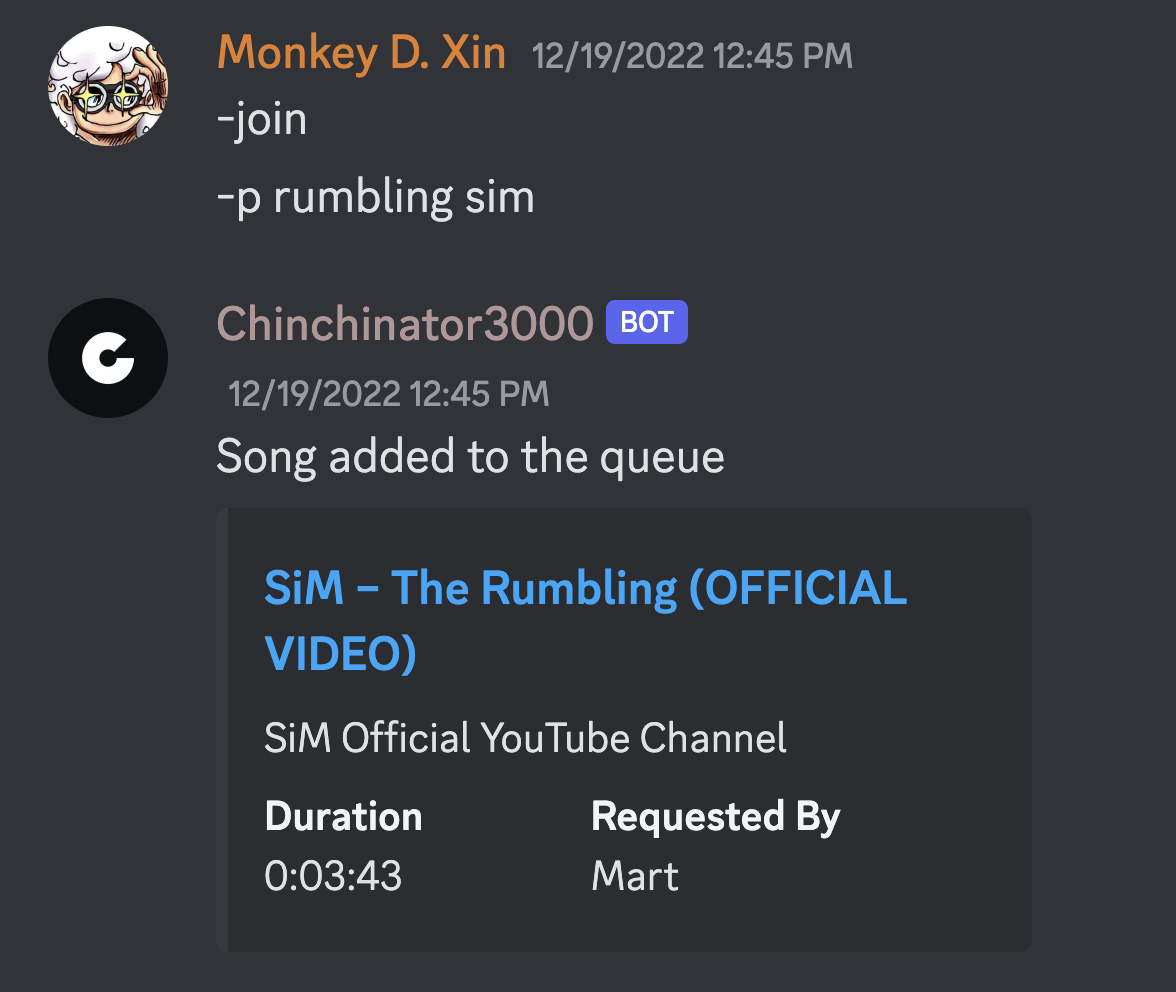 Monkey D. Xin 12/19/2022 12:45 PM
-join
-p rumbling sim
Chinchinator3000 BOT
12/19/2022 12:45 PM
Song added to the queue
SiM – The Rumbling (OFFICIAL
VIDEO)
SiM Official YouTube Channel
Duration Requested By
0:03:43 Mart